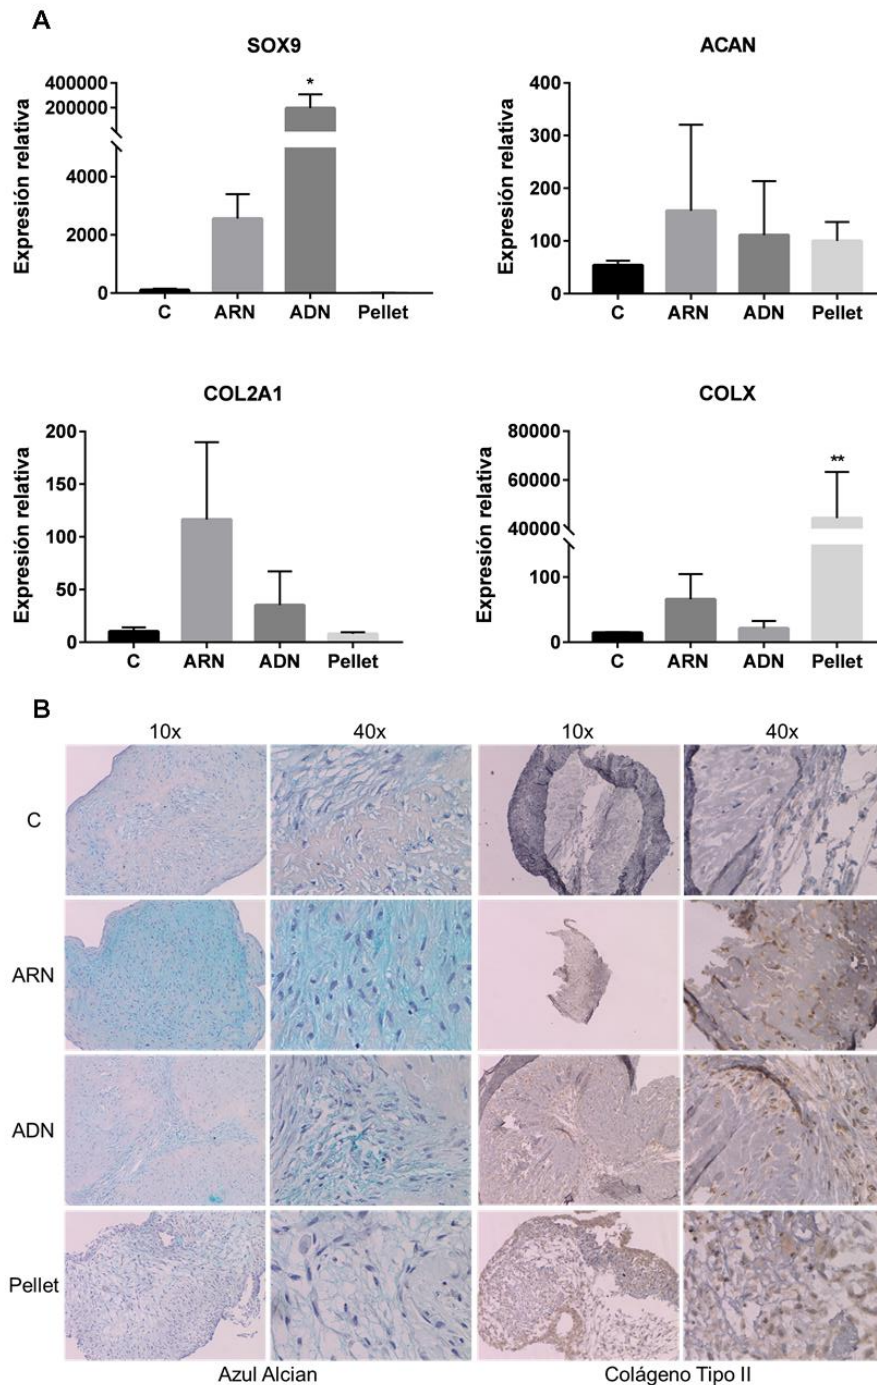 A
SOX9
Expresión relativa
400000
200000
4000
2000
0
*
C ARN ADN Pellet
ACAN
Expresión relativa
400
300
200
100
0
C ARN ADN Pellet
COL2A1
Expresión relativa
200
150
100
50
0
C ARN ADN Pellet
COLX
Expresión relativa
80000
60000
40000
100
0
**
C ARN ADN Pellet
B
10x 40x 10x 40x
C
ARN
ADN
Pellet
Azul Alcian Colágeno Tipo II